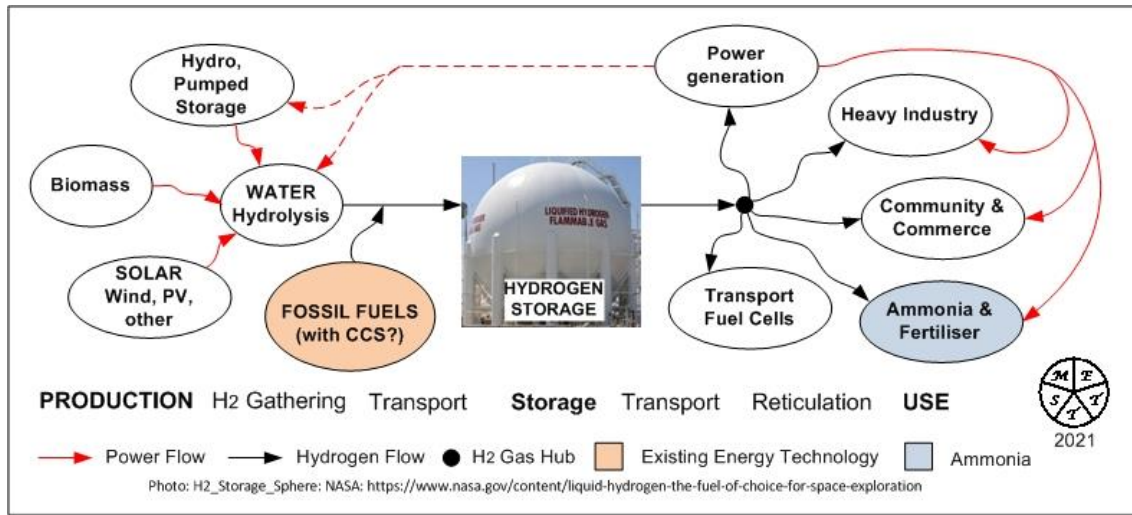 Hydro,
Pumped
Storage
Power
generation
Heavy Industry
Biomass
WATER
Hydrolysis
LIQUIFIED HYDROGEN
FLAMMABLE GAS
Community &
Commerce
SOLAR
Wind, PV,
other
FOSSIL FUELS
(with CCS?)
HYDROGEN
STORAGE
Transport
Fuel Cells
Ammonia &
Fertiliser
M E T T S
2021
PRODUCTION H2 Gathering Transport Storage Transport Reticulation USE
Power Flow Hydrogen Flow H2 Gas Hub Existing Energy Technology Ammonia
Photo: H2_Storage_Sphere: NASA: https://www.nasa.gov/content/liquid-hydrogen-the-fuel-of-choice-for-space-exploration